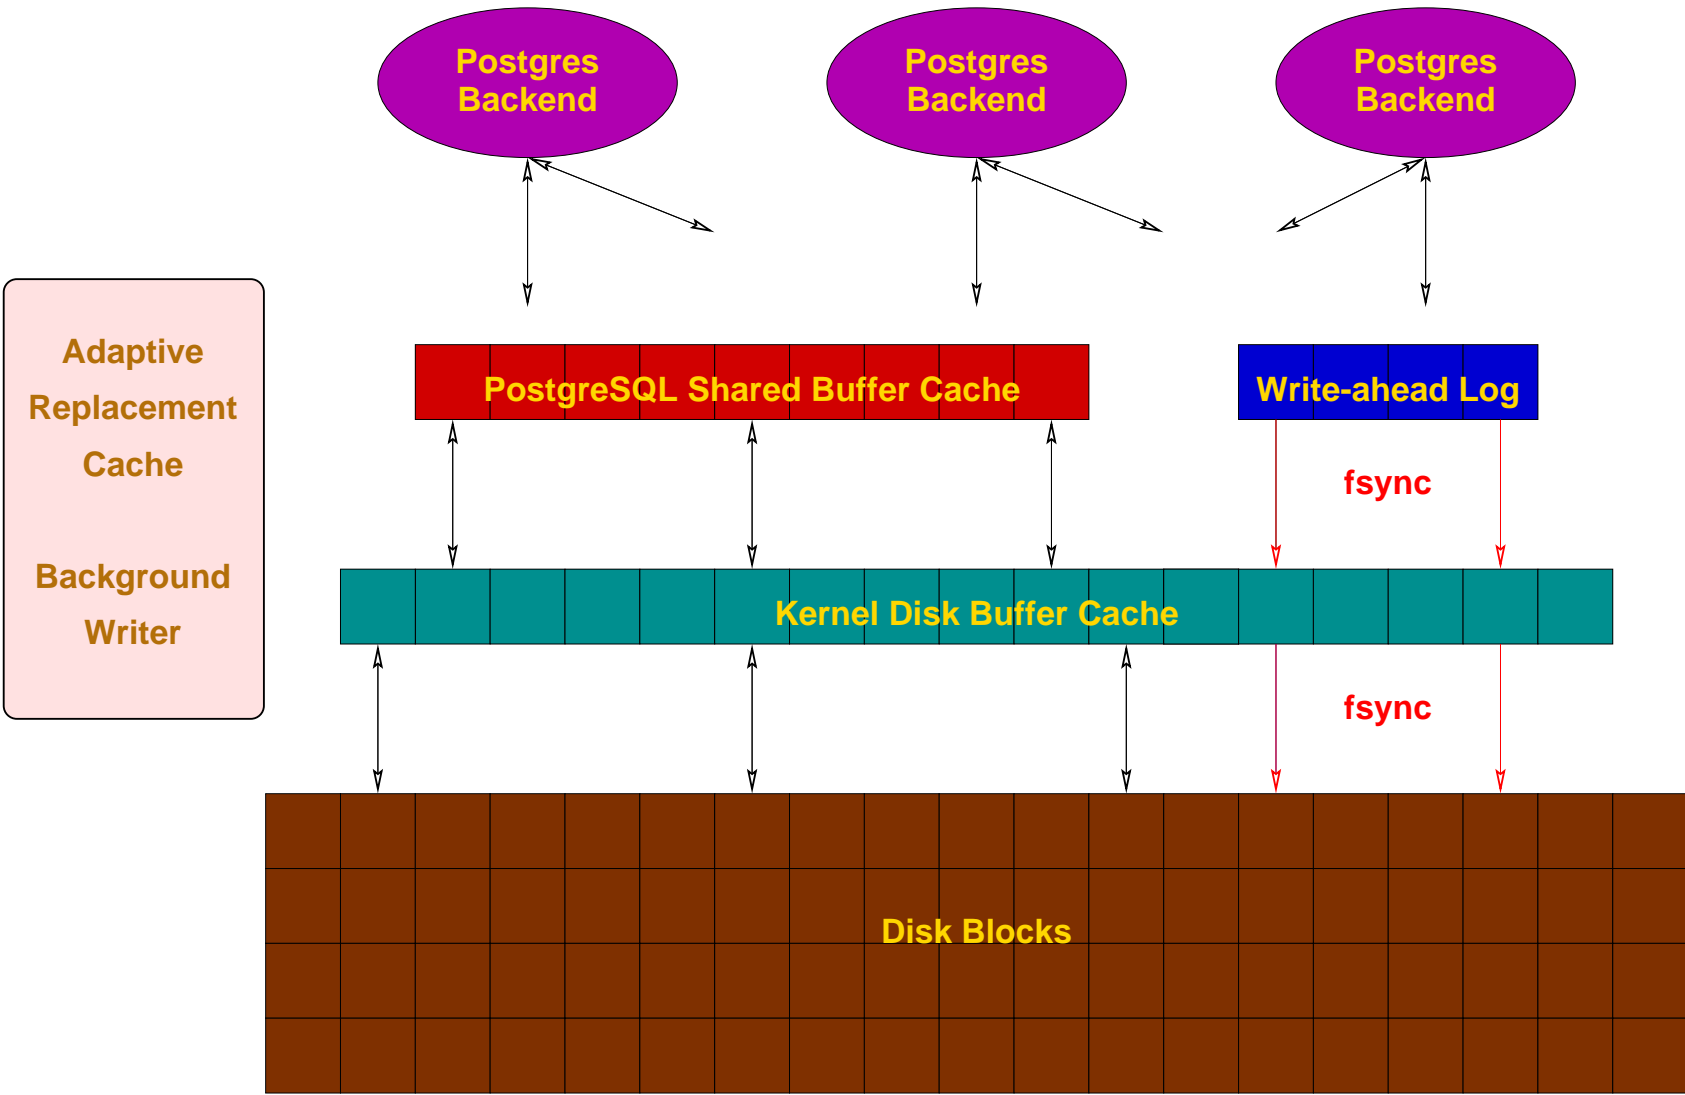 Postgres
Backend
Postgres
Backend
Postgres
Backend
Adaptive
Replacement
Cache
Background
Writer
PostgreSQL Shared Buffer Cache
Write-ahead Log
fsync
Kernel Disk Buffer Cache
fsync
Disk Blocks